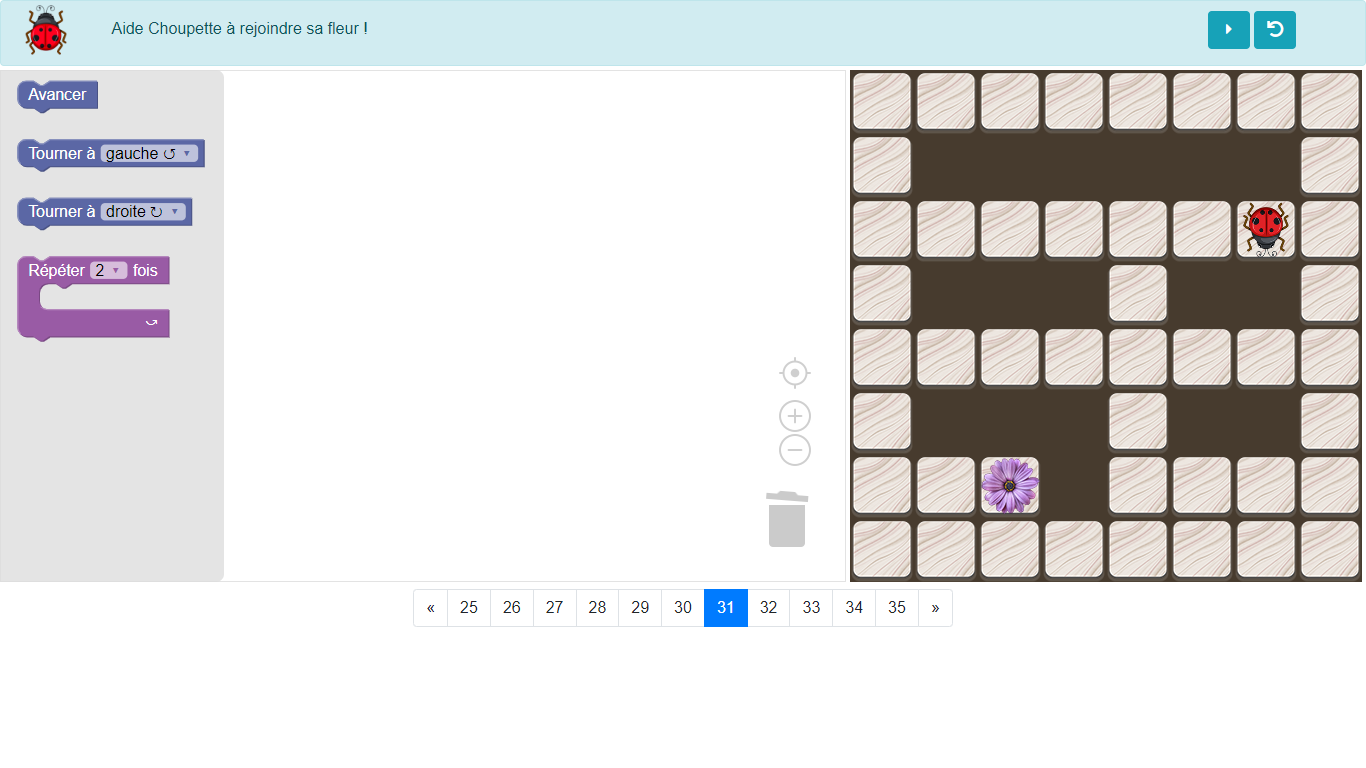 Aide Choupette à rejoindre sa fleur !
Avancer
Tourner à gauche ↺
Tourner à droite ↻
Répéter 2 fois
« 25 26 27 28 29 30 31 32 33 34 35 »